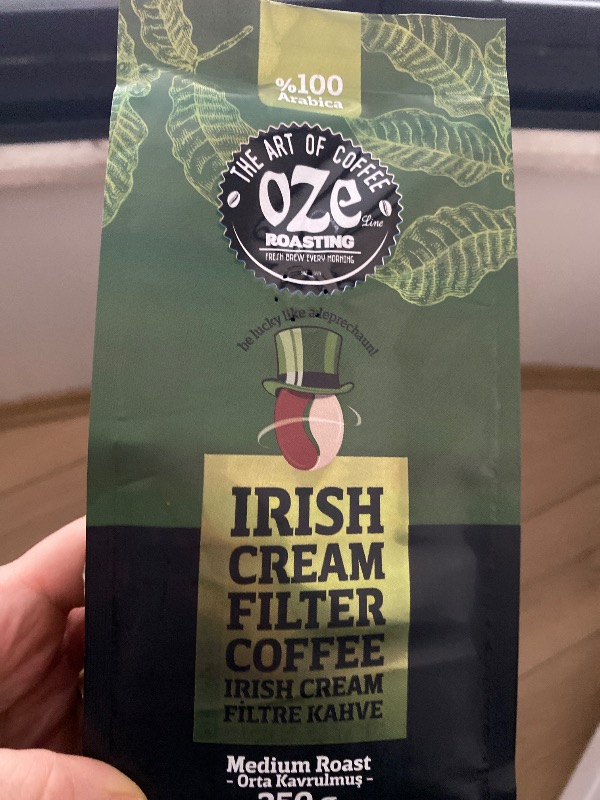 %100
Arabica
THE ART OF COFFEE
oze
Line
ROASTING
FRESH BREW EVERY MORNING
be lucky like a leprechaun!
IRISH
CREAM
FILTER
COFFEE
IRISH CREAM
FİLTRE KAHVE
Medium Roast
- Orta Kavrulmuş -
250 g